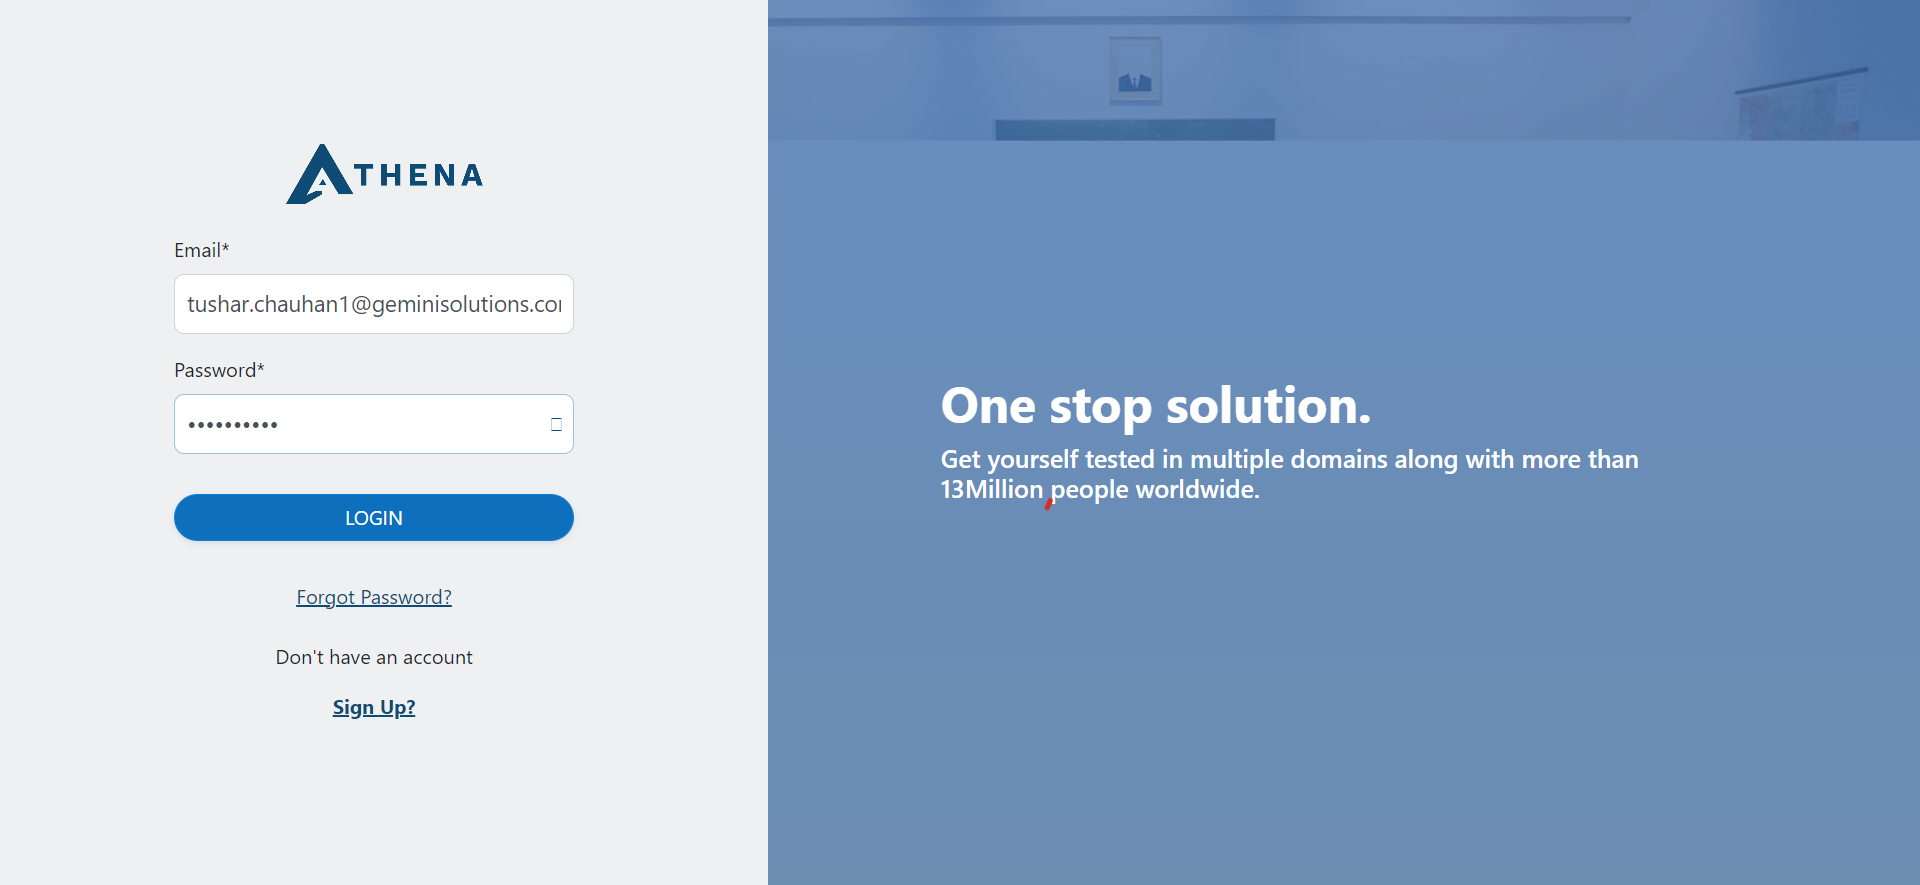 ATHENA
Email*
tushar.chauhan1@geminisolutions.co
Password*
••••••••••
LOGIN
Forgot Password?
Don't have an account
Sign Up?
One stop solution.
Get yourself tested in multiple domains along with more than
13Million people worldwide.